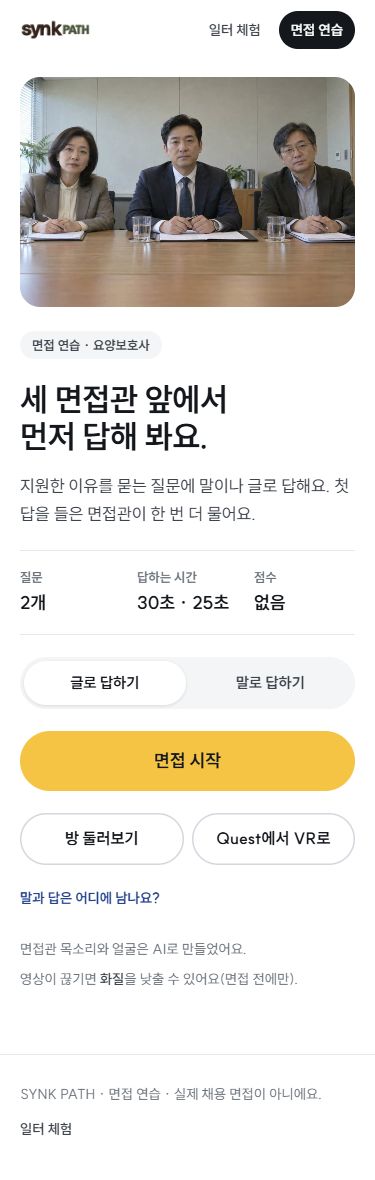 synk PATH
일터 체험
면접 연습
면접 연습 · 요양보호사
세 면접관 앞에서
먼저 답해 봐요.
지원한 이유를 묻는 질문에 말이나 글로 답해요. 첫
답을 들은 면접관이 한 번 더 물어요.
질문
2개
답하는 시간
30초 · 25초
점수
없음
글로 답하기
말로 답하기
면접 시작
방 둘러보기
Quest에서 VR로
말과 답은 어디에 남나요?
면접관 목소리와 얼굴은 AI로 만들었어요.
영상이 끊기면 화질을 낮출 수 있어요(면접 전에만).
SYNK PATH · 면접 연습 · 실제 채용 면접이 아니에요.
일터 체험